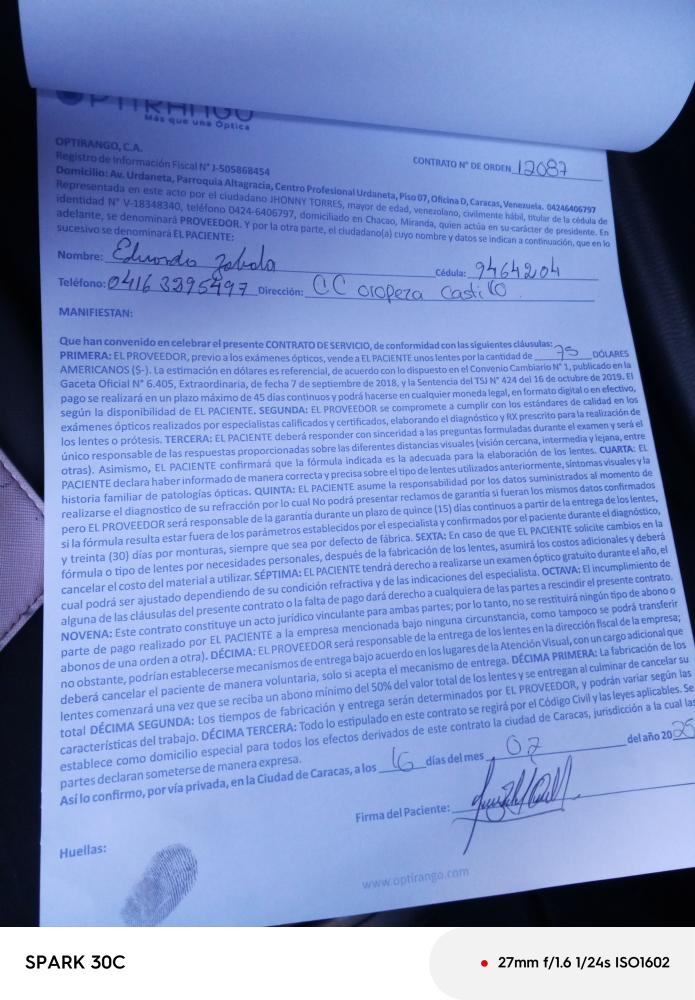 OPTIRANGO
Más que una Óptica
OPTIRANGO, C.A.
Registro de Información Fiscal N° J-505868454
CONTRATO N° DE ORDEN 12087
Domicilio: Av. Urdaneta, Parroquia Altagracia, Centro Profesional Urdaneta, Piso 07, Oficina D, Caracas, Venezuela. 04246406797
Representada en este acto por el ciudadano JHONNY TORRES, mayor de edad, venezolano, civilmente hábil, titular de la cédula de
identidad N° V-18348340, teléfono 0424-6406797, domiciliado en Chacao, Miranda, quien actúa en su carácter de presidente. En
adelante, se denominará PROVEEDOR. Y por la otra parte, el ciudadano(a) cuyo nombre y datos se indican a continuación, que en lo
sucesivo se denominará EL PACIENTE:
Nombre: Eduardo Zabala Cédula: 9464204
Teléfono: 0416 3395497 Dirección: CC oropeza Castillo.
MANIFIESTAN:
Que han convenido en celebrar el presente CONTRATO DE SERVICIO, de conformidad con las siguientes cláusulas:
PRIMERA: EL PROVEEDOR, previo a los exámenes ópticos, vende a EL PACIENTE unos lentes por la cantidad de 75 DÓLARES
AMERICANOS ($-). La estimación en dólares es referencial, de acuerdo con lo dispuesto en el Convenio Cambiario N° 1, publicado en la
Gaceta Oficial N° 6.405, Extraordinaria, de fecha 7 de septiembre de 2018, y la Sentencia del TSJ N° 424 del 16 de octubre de 2019. El
pago se realizará en un plazo máximo de 45 días continuos y podrá hacerse en cualquier moneda legal, en formato digital o en efectivo,
según la disponibilidad de EL PACIENTE. SEGUNDA: EL PROVEEDOR se compromete a cumplir con los estándares de calidad en los
exámenes ópticos realizados por especialistas calificados y certificados, elaborando el diagnóstico y RX prescrito para la realización de
los lentes o prótesis. TERCERA: EL PACIENTE deberá responder con sinceridad a las preguntas formuladas durante el examen y será el
único responsable de las respuestas proporcionadas sobre las diferentes distancias visuales (visión cercana, intermedia y lejana, entre
otras). Asimismo, EL PACIENTE confirmará que la fórmula indicada es la adecuada para la elaboración de los lentes. CUARTA: EL
PACIENTE declara haber informado de manera correcta y precisa sobre el tipo de lentes utilizados anteriormente, síntomas visuales y la
historia familiar de patologías ópticas. QUINTA: EL PACIENTE asume la responsabilidad por los datos suministrados al momento de
realizarse el diagnostico de su refracción por lo cual No podrá presentar reclamos de garantía si fueran los mismos datos confirmados
pero EL PROVEEDOR será responsable de la garantía durante un plazo de quince (15) días continuos a partir de la entrega de los lentes,
si la fórmula resulta estar fuera de los parámetros establecidos por el especialista y confirmados por el paciente durante el diagnóstico,
y treinta (30) días por monturas, siempre que sea por defecto de fábrica. SEXTA: En caso de que EL PACIENTE solicite cambios en la
fórmula o tipo de lentes por necesidades personales, después de la fabricación de los lentes, asumirá los costos adicionales y deberá
cancelar el costo del material a utilizar. SÉPTIMA: EL PACIENTE tendrá derecho a realizarse un examen óptico gratuito durante el año, el
cual podrá ser ajustado dependiendo de su condición refractiva y de las indicaciones del especialista. OCTAVA: El incumplimiento de
alguna de las cláusulas del presente contrato o la falta de pago dará derecho a cualquiera de las partes a rescindir el presente contrato.
NOVENA: Este contrato constituye un acto jurídico vinculante para ambas partes; por lo tanto, no se restituirá ningún tipo de abono o
parte de pago realizado por EL PACIENTE a la empresa mencionada bajo ninguna circunstancia, como tampoco se podrá transferir
abonos de una orden a otra). DÉCIMA: EL PROVEEDOR será responsable de la entrega de los lentes en la dirección fiscal de la empresa;
no obstante, podrían establecerse mecanismos de entrega bajo acuerdo en los lugares de la Atención Visual, con un cargo adicional que
deberá cancelar el paciente de manera voluntaria, solo si acepta el mecanismo de entrega. DÉCIMA PRIMERA: La fabricación de los
lentes comenzará una vez que se reciba un abono mínimo del 50% del valor total de los lentes y se entregan al culminar de cancelar su
total DÉCIMA SEGUNDA: Los tiempos de fabricación y entrega serán determinados por EL PROVEEDOR, y podrán variar según las
características del trabajo. DÉCIMA TERCERA: Todo lo estipulado en este contrato se regirá por el Código Civil y las leyes aplicables. Se
establece como domicilio especial para todos los efectos derivados de este contrato la ciudad de Caracas, jurisdicción a la cual las
partes declaran someterse de manera expresa.
Así lo confirmo, por vía privada, en la Ciudad de Caracas, a los 16 días del mes 07 del año 2025
Firma del Paciente:
Huellas:
www.optirango.com
SPARK 30C
27mm f/1.6 1/24s ISO1602